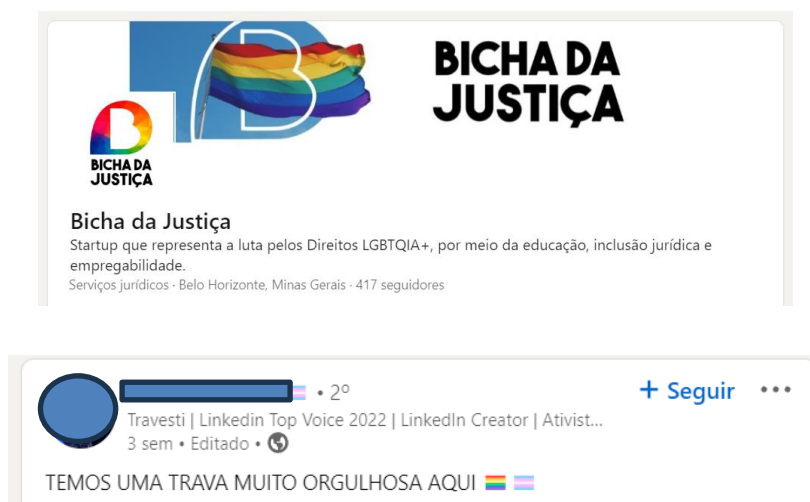 BICHA DA
JUSTIÇA
BICHA DA
JUSTIÇA
Bicha da Justiça
Startup que representa a luta pelos Direitos LGBTQIA+, por meio da educação, inclusão jurídica e
empregabilidade.
Serviços jurídicos · Belo Horizonte, Minas Gerais · 417 seguidores
• 2º
+ Seguir
Travesti | Linkedin Top Voice 2022 | LinkedIn Creator | Ativist...
3 sem • Editado •
TEMOS UMA TRAVA MUITO ORGULHOSA AQUI